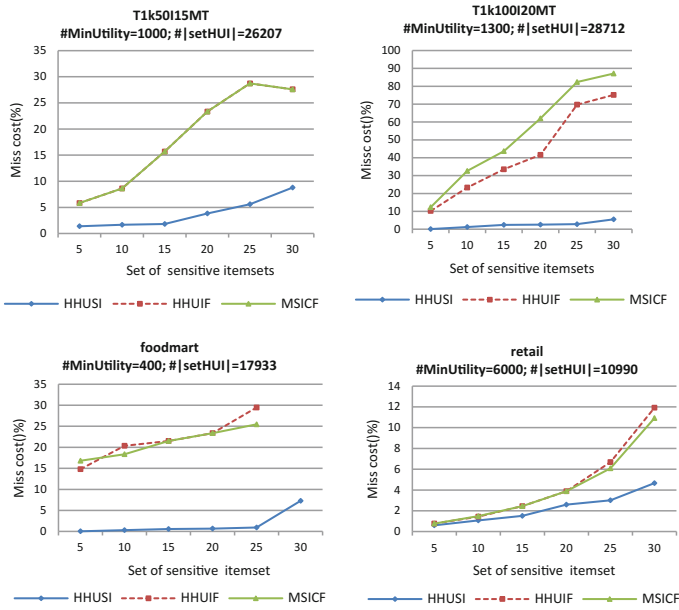 T1k50I15MT
#MinUtility=1000; #|setHUI|=26207
35
30
25
20
15
10
5
0
Miss cost(%)
5 10 15 20 25 30
Set of sensitive itemsets
HHUSI HHUIF MSICF
T1k100I20MT
#MinUtility=1300; #|setHUI|=28712
100
90
80
70
60
50
40
30
20
10
0
Missc ost()%)
5 10 15 20 25 30
Set of sensitive itemsets
HHUSI HHUIF MSICF
foodmart
#MinUtility=400; #|setHUI|=17933
35
30
25
20
15
10
5
0
Miss cost()%)
5 10 15 20 25 30
Set of sensitive itemset
HHUSI HHUIF MSICF
retail
#MinUtility=6000; #|setHUI|=10990
14
12
10
8
6
4
2
0
Miss cost()%)
5 10 15 20 25 30
Set of sensitive itemset
HHUSI HHUIF MSICF